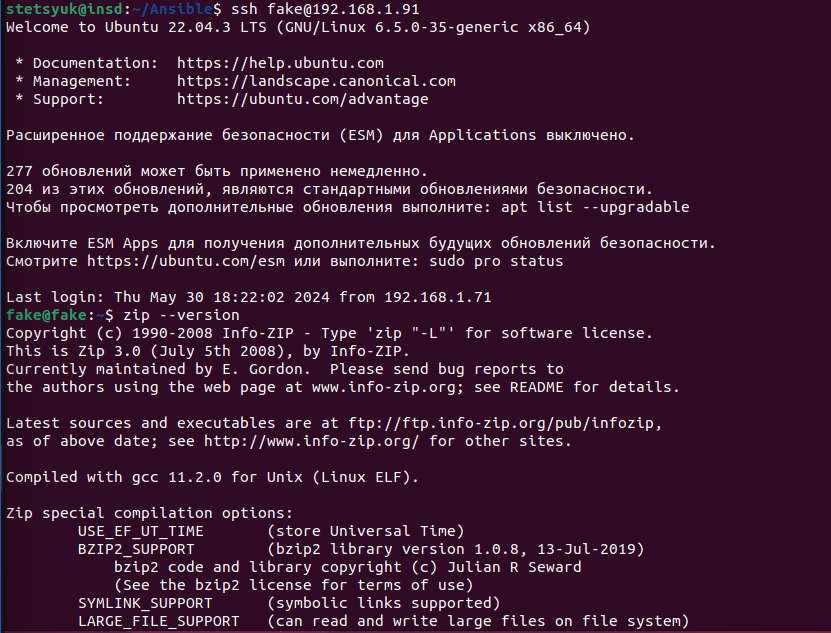 stetsyuk@insd:~/Ansible$ ssh fake@192.168.1.91
Welcome to Ubuntu 22.04.3 LTS (GNU/Linux 6.5.0-35-generic x86_64)

 * Documentation:  https://help.ubuntu.com
 * Management:     https://landscape.canonical.com
 * Support:        https://ubuntu.com/advantage

Расширенное поддержание безопасности (ESM) для Applications выключено.

277 обновлений может быть применено немедленно.
204 из этих обновлений, являются стандартными обновлениями безопасности.
Чтобы просмотреть дополнительные обновления выполните: apt list --upgradable

Включите ESM Apps для получения дополнительных будущих обновлений безопасности.
Смотрите https://ubuntu.com/esm или выполните: sudo pro status

Last login: Thu May 30 18:22:02 2024 from 192.168.1.71
fake@fake:~$ zip --version
Copyright (c) 1990-2008 Info-ZIP - Type 'zip "-L"' for software license.
This is Zip 3.0 (July 5th 2008), by Info-ZIP.
Currently maintained by E. Gordon.  Please send bug reports to
the authors using the web page at www.info-zip.org; see README for details.

Latest sources and executables are at ftp://ftp.info-zip.org/pub/infozip,
as of above date; see http://www.info-zip.org/ for other sites.

Compiled with gcc 11.2.0 for Unix (Linux ELF).

Zip special compilation options:
        USE_EF_UT_TIME       (store Universal Time)
        BZIP2_SUPPORT        (bzip2 library version 1.0.8, 13-Jul-2019)
            bzip2 code and library copyright (c) Julian R Seward
            (See the bzip2 license for terms of use)
        SYMLINK_SUPPORT      (symbolic links supported)
        LARGE_FILE_SUPPORT   (can read and write large files on file system)